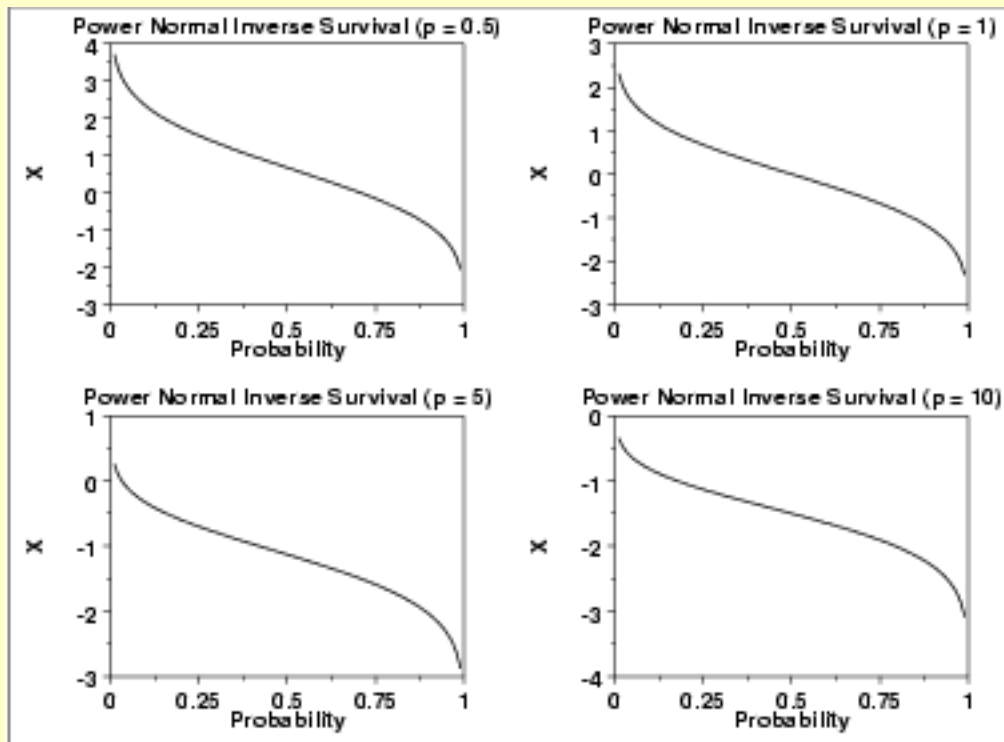 Power Normal Inverse Survival (p = 0.5)
4
3
2
1
0
-1
-2
-3
X
0 0.25 0.5 0.75 1
Probability
Power Normal Inverse Survival (p = 1)
3
2
1
0
-1
-2
-3
X
0 0.25 0.5 0.75 1
Probability
Power Normal Inverse Survival (p = 5)
1
0
-1
-2
-3
X
0 0.25 0.5 0.75 1
Probability
Power Normal Inverse Survival (p = 10)
0
-1
-2
-3
-4
X
0 0.25 0.5 0.75 1
Probability